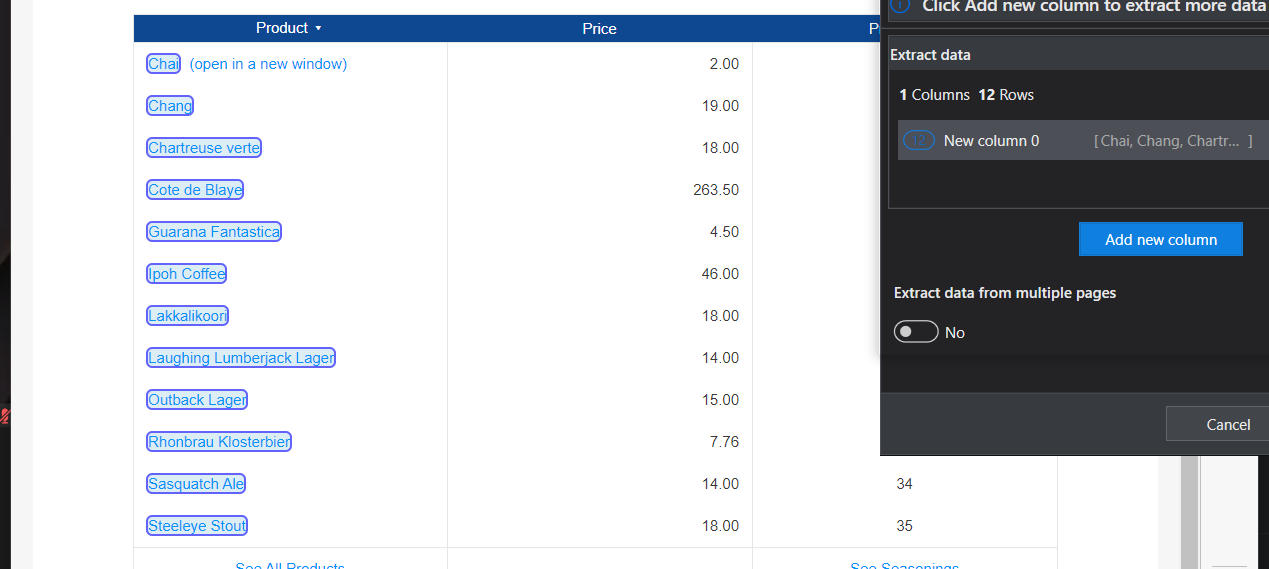 Product Price P
Chai (open in a new window) 2.00
Chang 19.00
Chartreuse verte 18.00
Cote de Blaye 263.50
Guarana Fantastica 4.50
Ipoh Coffee 46.00
Lakkalikoori 18.00
Laughing Lumberjack Lager 14.00
Outback Lager 15.00
Rhonbrau Klosterbier 7.76
Sasquatch Ale 14.00 34
Steeleye Stout 18.00 35
See All Products See Seasonings
Click Add new column to extract more data
Extract data
1 Columns 12 Rows
12 New column 0 [ Chai, Chang, Chartr... ]
Add new column
Extract data from multiple pages
No
Cancel